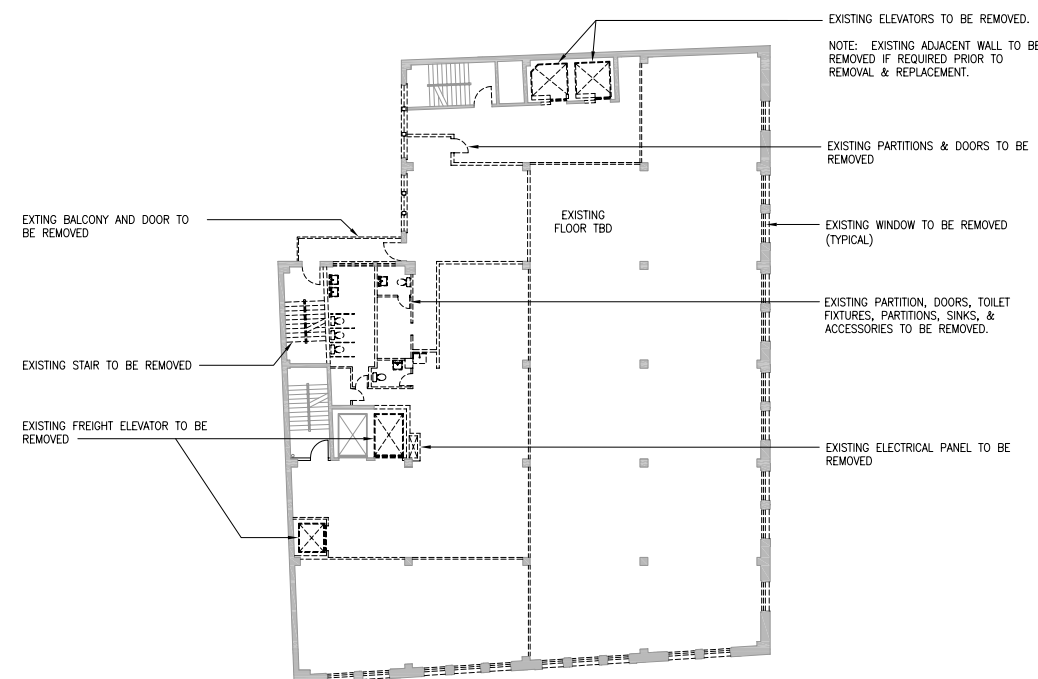 EXISTING ELEVATORS TO BE REMOVED.
NOTE: EXISTING ADJACENT WALL TO BE
REMOVED IF REQUIRED PRIOR TO
REMOVAL & REPLACEMENT.
EXISTING PARTITIONS & DOORS TO BE
REMOVED
EXTING BALCONY AND DOOR TO
BE REMOVED
EXISTING
FLOOR TBD
EXISTING WINDOW TO BE REMOVED
(TYPICAL)
EXISTING PARTITION, DOORS, TOILET
FIXTURES, PARTITIONS, SINKS, &
ACCESSORIES TO BE REMOVED.
EXISTING STAIR TO BE REMOVED
EXISTING FREIGHT ELEVATOR TO BE
REMOVED
EXISTING ELECTRICAL PANEL TO BE
REMOVED